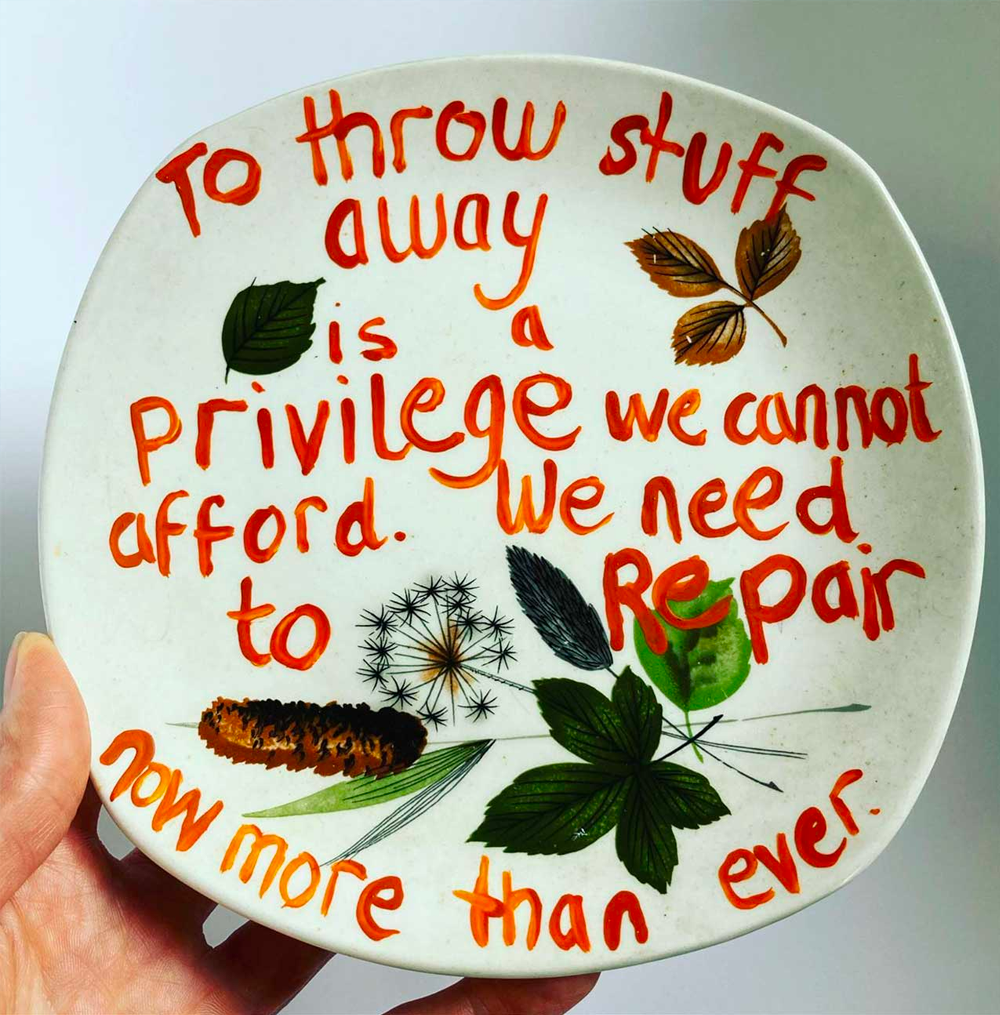 To throw stuff
away
is a
privilege we cannot
afford. We need
to Repair
now more than ever.